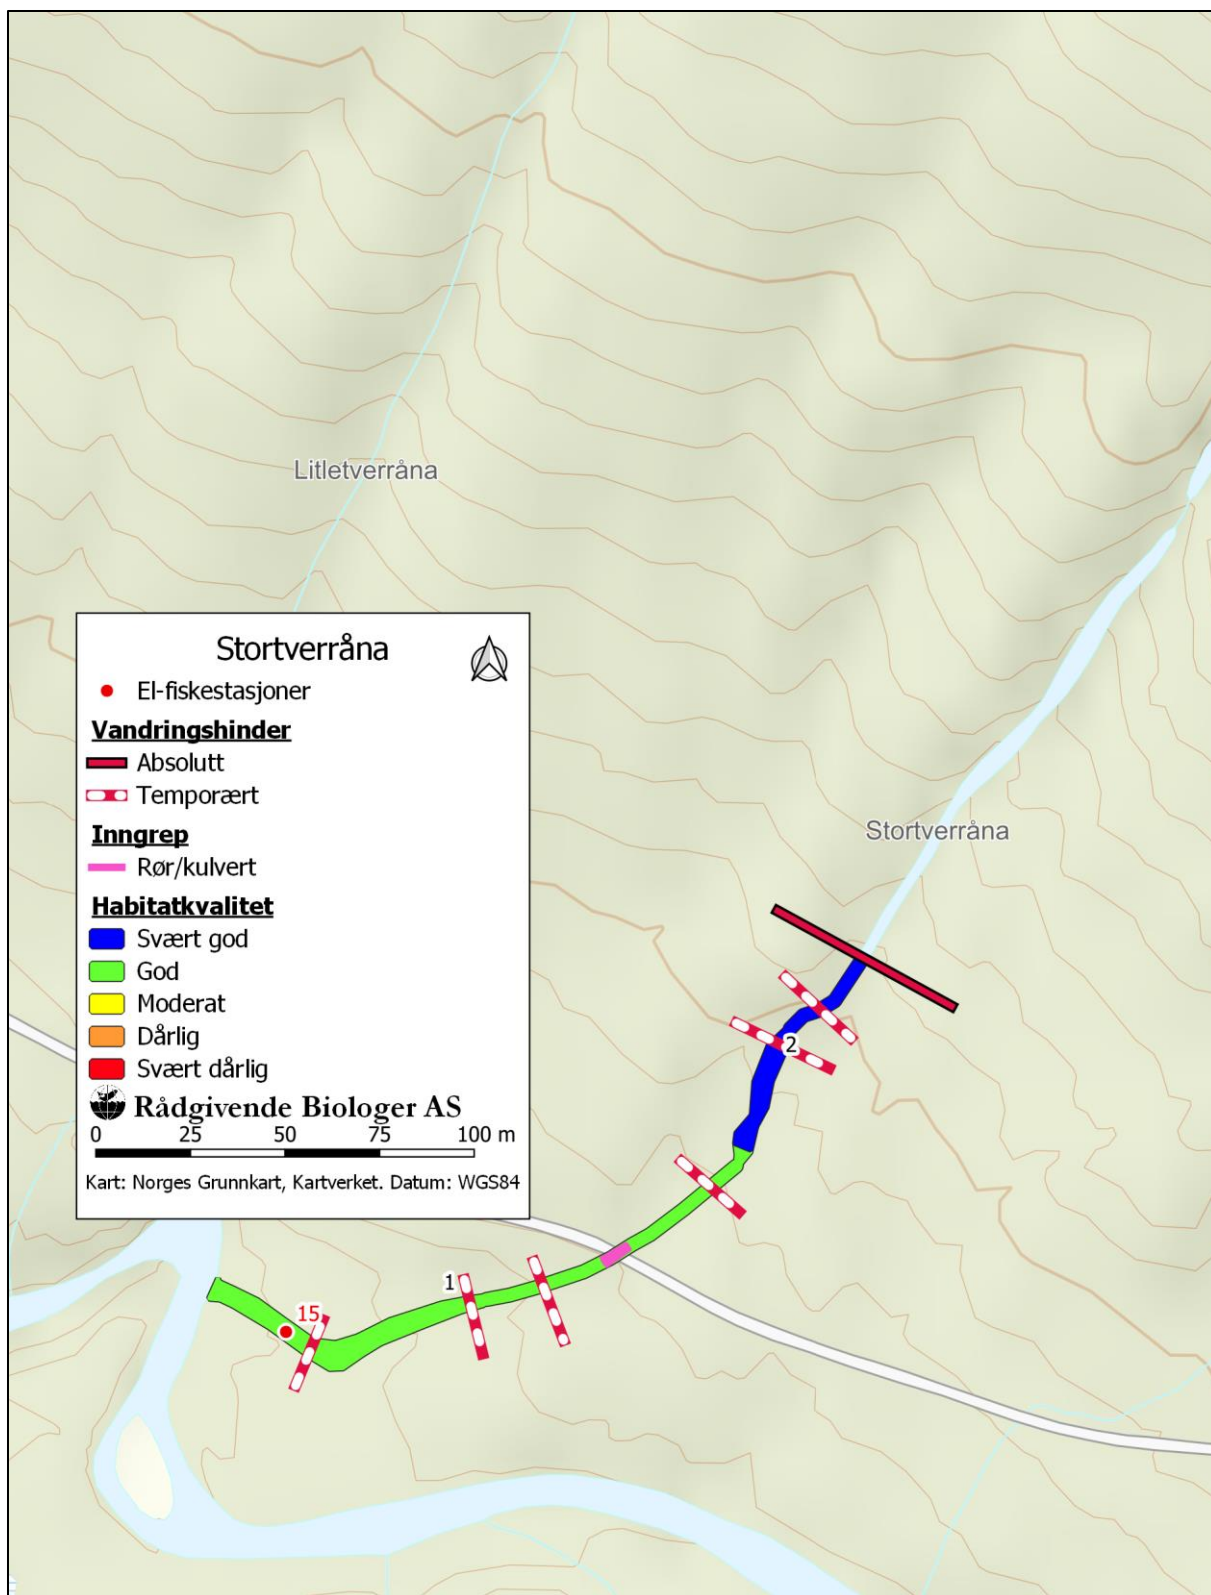 Litletverråna
Stortverråna
El-fiskestasjoner
Vandringshinder
Absolutt
Temporært
Inngrep
Rør/kulvert
Habitatkvalitet
Svært god
God
Moderat
Dårlig
Svært dårlig
Rådgivende Biologer AS
0 25 50 75 100 m
Kart: Norges Grunnkart, Kartverket. Datum: WGS84
Stortverråna
2
1
15